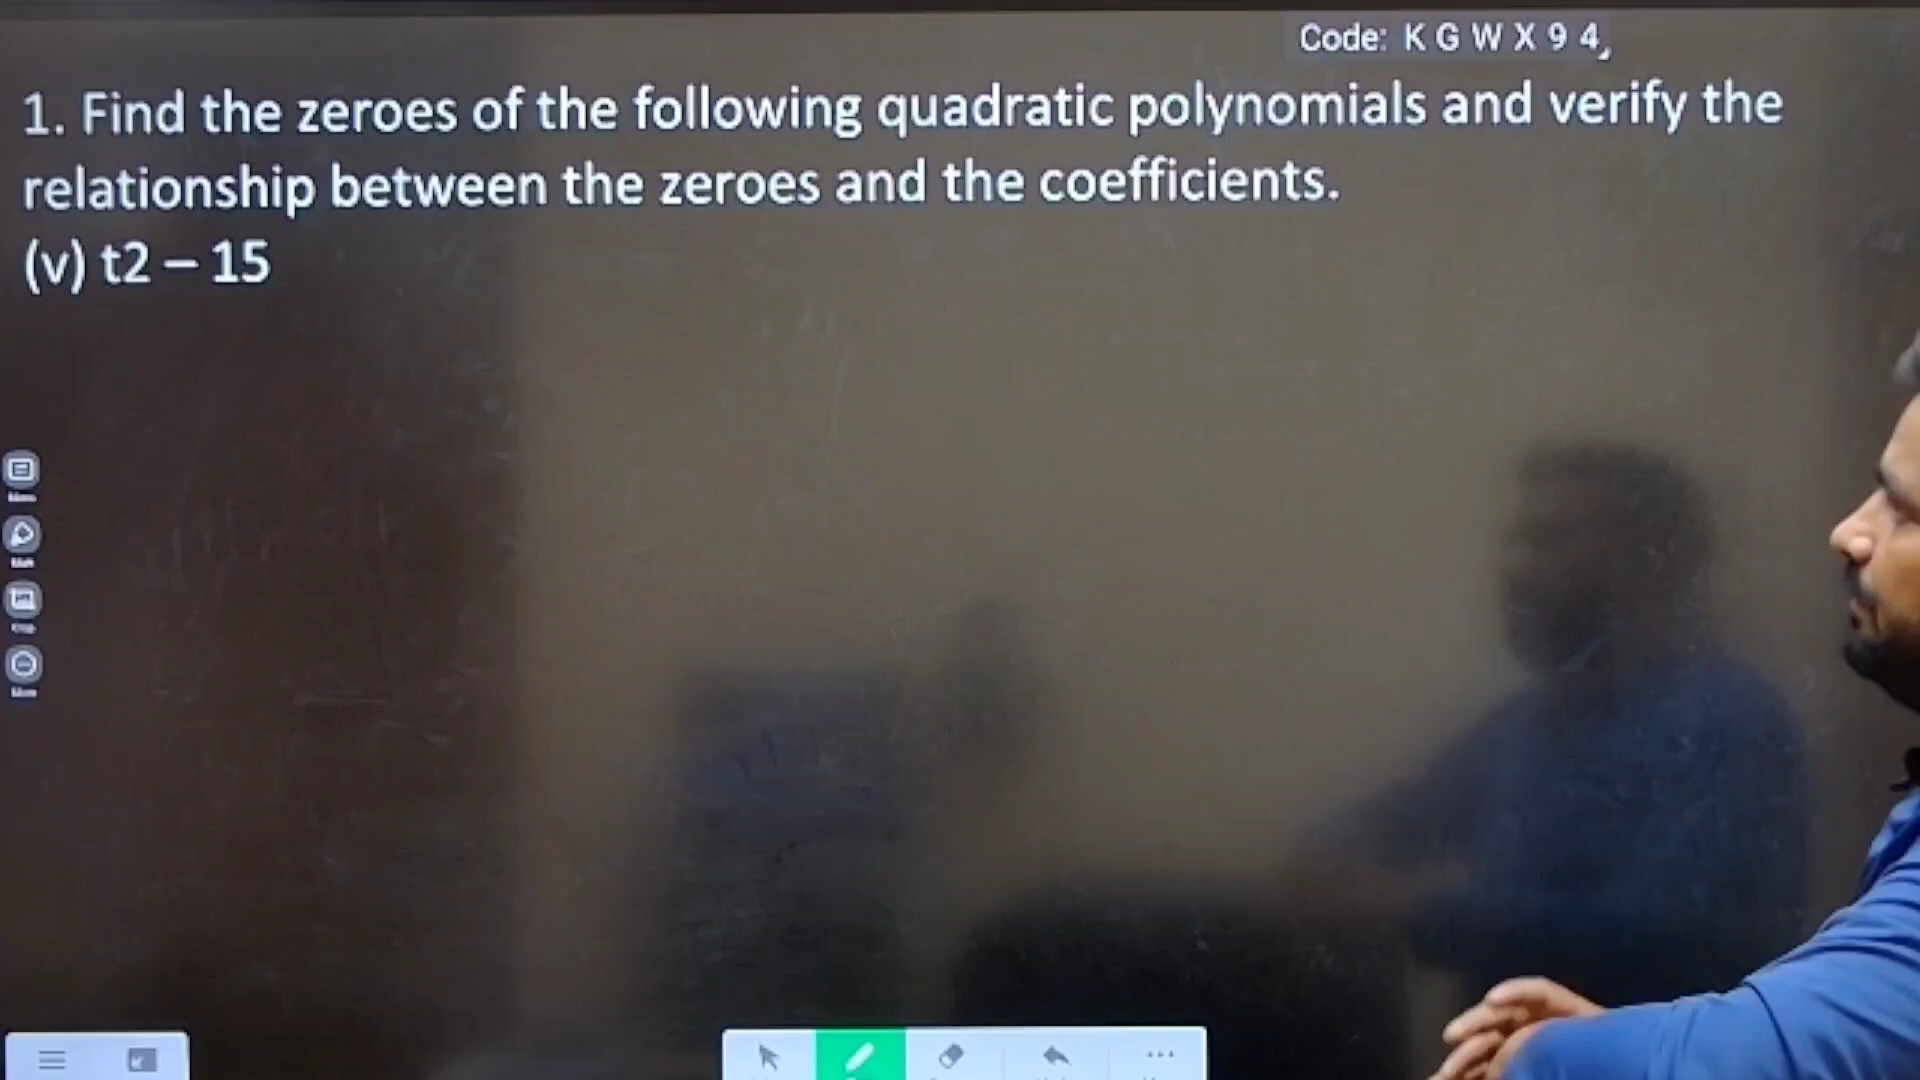 Code: K G W X 9 4
1. Find the zeroes of the following quadratic polynomials and verify the
relationship between the zeroes and the coefficients.
(v) t2 – 15